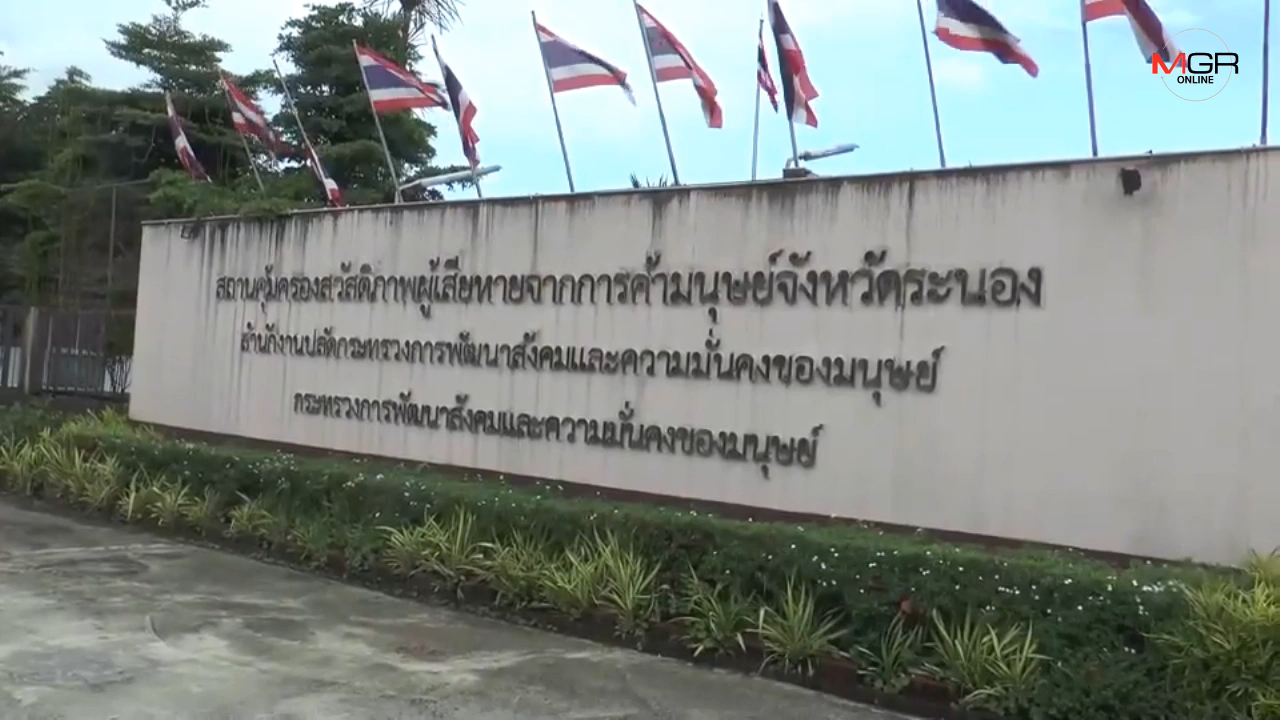 MGR
ONLINE
สถานคุ้มครองสวัสดิภาพผู้เสียหายจากการค้ามนุษย์จังหวัดระนอง
สำนักงานปลัดกระทรวงการพัฒนาสังคมและความมั่นคงของมนุษย์
กระทรวงการพัฒนาสังคมและความมั่นคงของมนุษย์